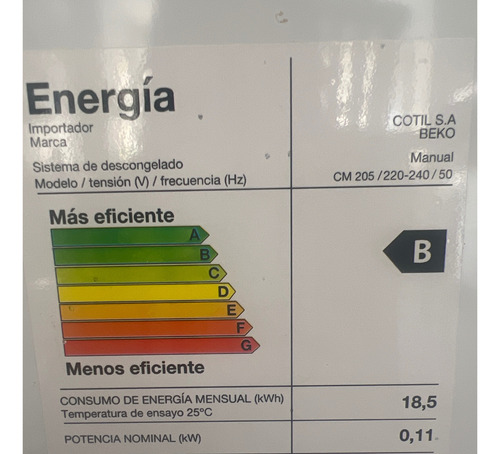 Energía
Importador COTIL S.A
Marca BEKO
Sistema de descongelado Manual
Modelo / tensión (V) / frecuencia (Hz) CM 205 / 220-240 / 50
Más eficiente
A
B B
C
D
E
F
G
Menos eficiente
CONSUMO DE ENERGÍA MENSUAL (kWh) 18,5
Temperatura de ensayo 25°C
POTENCIA NOMINAL (kW) 0,11